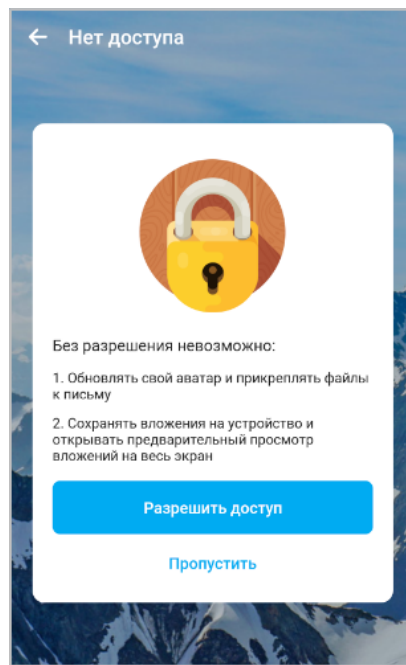 Нет доступа
Без разрешения невозможно:
1. Обновлять свой аватар и прикреплять файлы
к письму
2. Сохранять вложения на устройство и
открывать предварительный просмотр
вложений на весь экран
Разрешить доступ
Пропустить